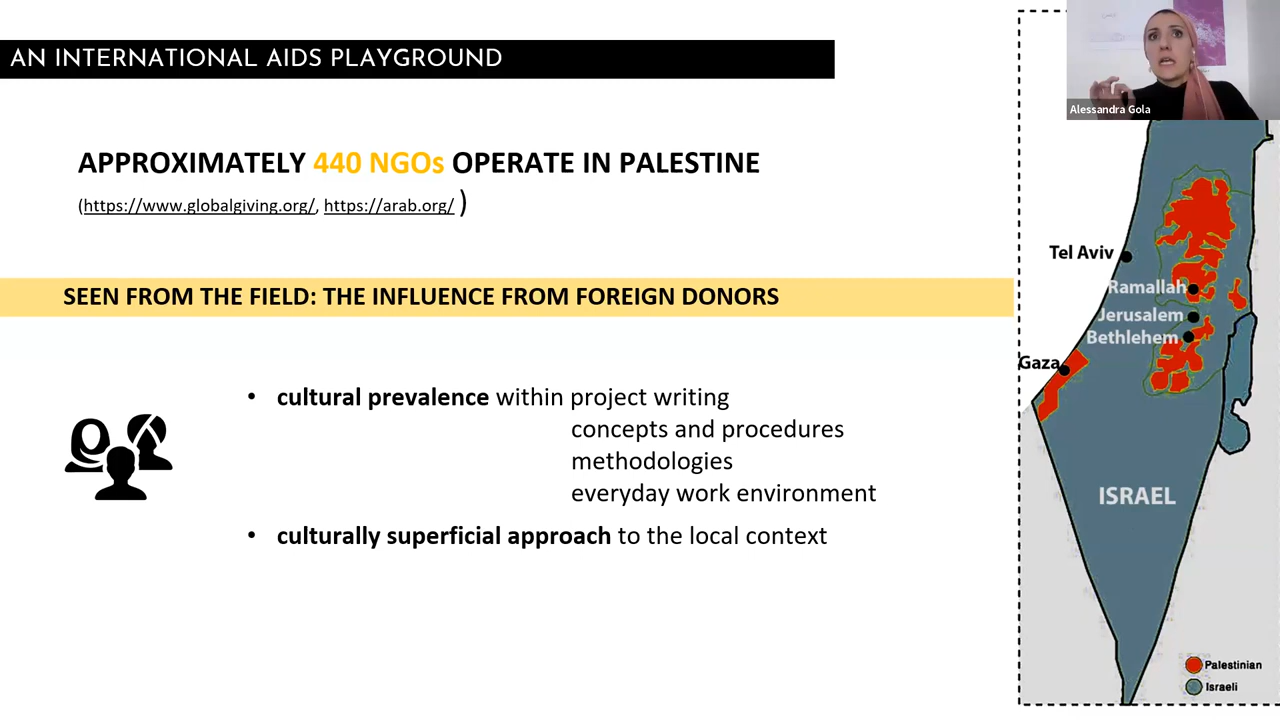 AN INTERNATIONAL AIDS PLAYGROUND
APPROXIMATELY 440 NGOs OPERATE IN PALESTINE
(https://www.globalgiving.org/, https://arab.org/ )
SEEN FROM THE FIELD: THE INFLUENCE FROM FOREIGN DONORS
• cultural prevalence within project writing
concepts and procedures
methodologies
everyday work environment
• culturally superficial approach to the local context
Alessandra Gola
Tel Aviv
Ramallah
Jerusalem
Bethlehem
Gaza
ISRAEL
Palestinian
Israeli